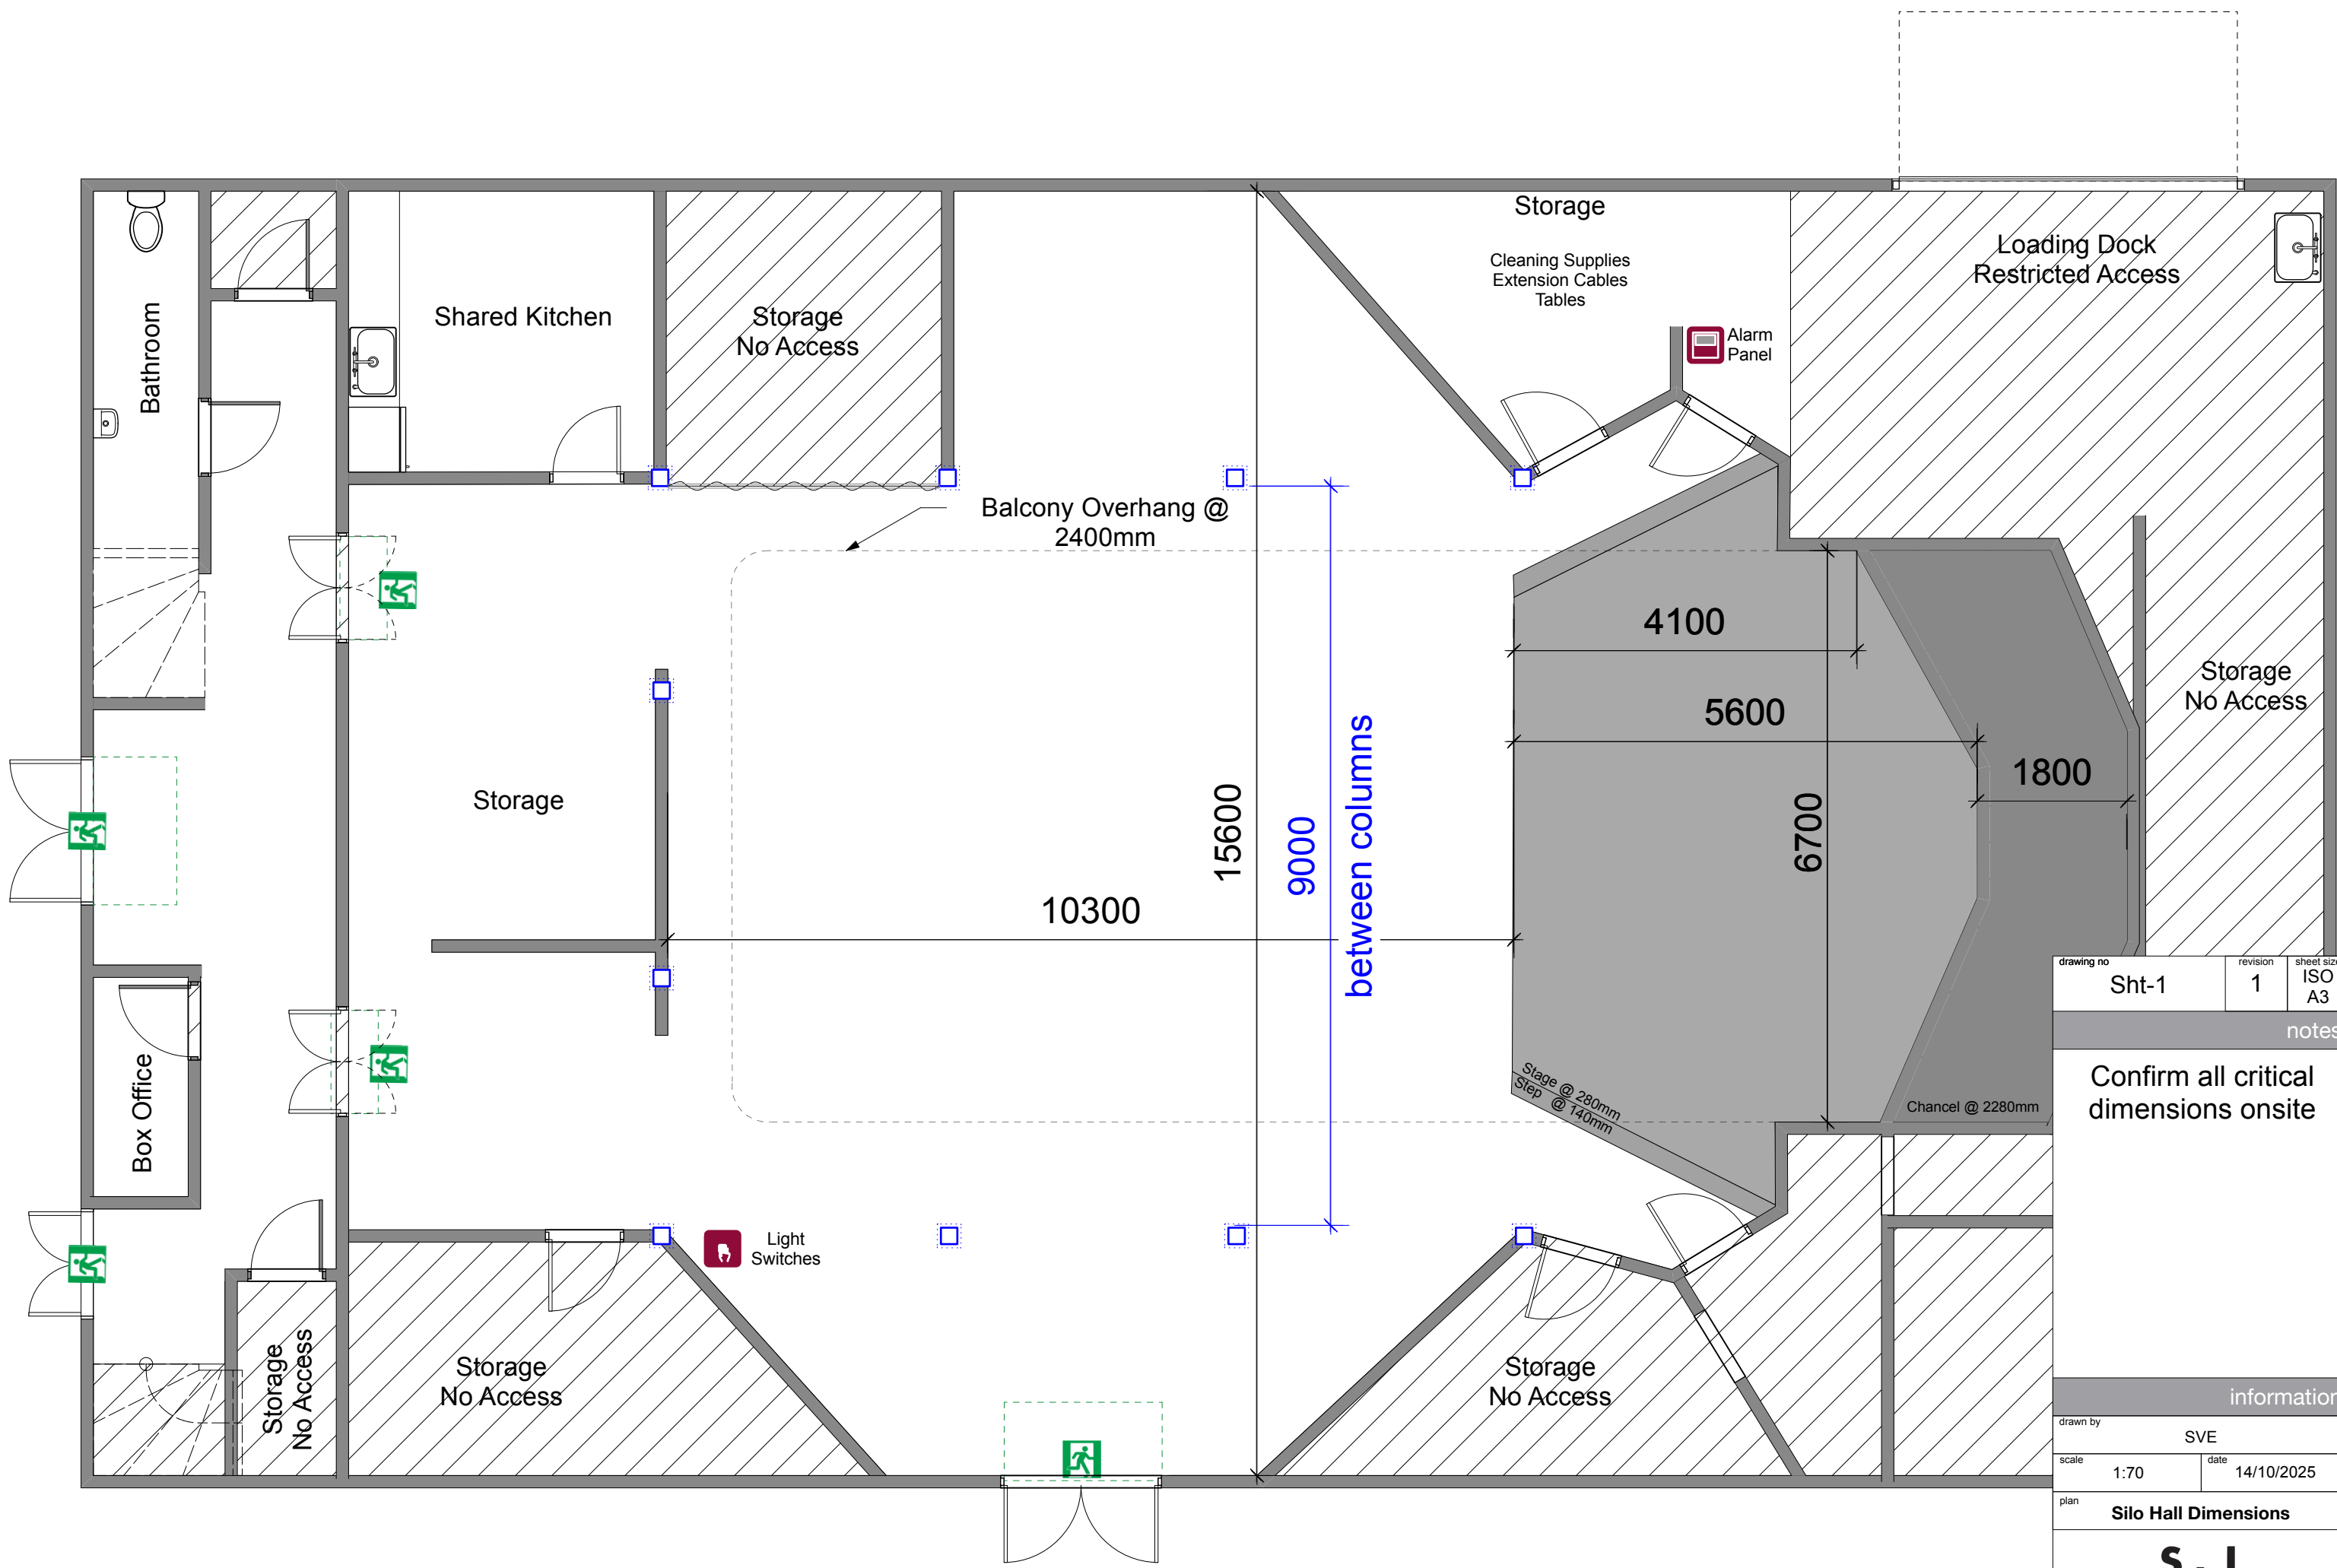 Storage
Cleaning Supplies
Extension Cables
Tables
Loading Dock
Restricted Access
Bathroom
Shared Kitchen
Storage
No Access
Alarm
Panel
Balcony Overhang @
2400mm
4100
5600
1800
6700
Storage
No Access
Storage
15600
9000
between columns
10300
Stage @ 280mm
Step @ 140mm
Chancel @ 2280mm
Box Office
Light
Switches
Storage
No Access
Storage
No Access
Storage
No Access
drawing no
Sht-1
revision
1
sheet size
ISO
A3
notes
Confirm all critical
dimensions onsite
information
drawn by
SVE
scale
1:70
date
14/10/2025
plan
Silo Hall Dimensions